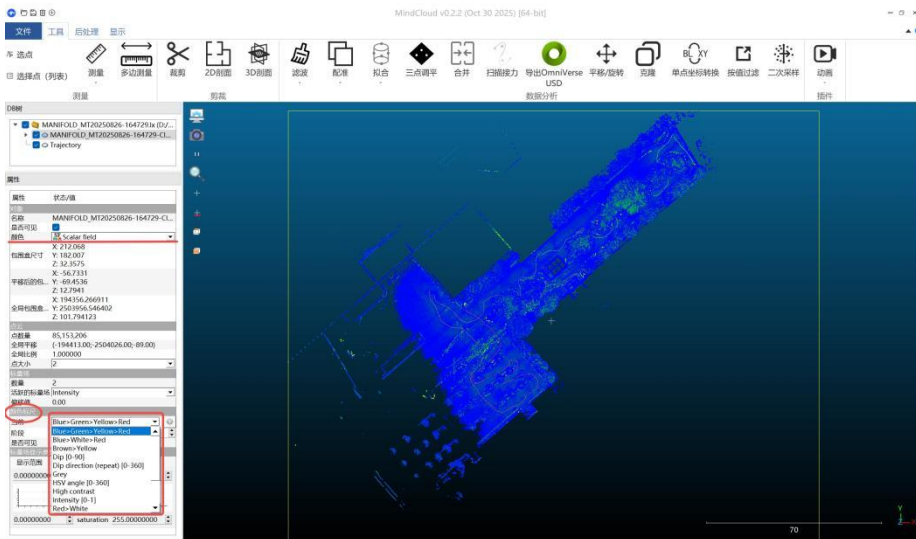 MindCloud v0.2.2 (Oct 30 2025) [64-bit]
文件 工具 后处理 显示
选点
选择点 (列表)
测量 多边测量 裁剪 2D剖面 3D剖面 滤波 配准 拟合 三点调平 合并 扫描接力 导出OmniVerse USD 平移/旋转 克隆 单点坐标转换 按值过滤 二次采样 动画
测量 剪裁 数据分析 插件
DB树
MANIFOLD_MT20250826-164729.lx (D:/...
MANIFOLD_MT20250826-164729-Cl...
Trajectory
属性
属性 状态/值
名称 MANIFOLD_MT20250826-164729-Cl...
是否可见
颜色 Scalar field
包围盒尺寸
X: 212.068
Y: 182.007
Z: 32.3575
平移后的包...
X: -56.7331
Y: -69.4536
Z: 12.7941
全局包围盒...
X: 194356.266911
Y: 2503956.546402
Z: 101.794123
点云
点数量 85,153,206
全局平移 (-194413.00;-2504026.00;-89.00)
全局比例 1.000000
点大小 2
标量场
数量 2
活跃的标量场 Intensity
0.00
当前 Blue>Green>Yellow>Red
阶段 Blue>Green>Yellow>Red
是否可见 Blue>White>Red
Brown>Yellow
Dip [0-90]
显示范围 Dip direction (repeat) [0-360]
0.0000000 Grey
HSV angle [0-360]
High contrast
Intensity [0-1]
Red>White
0.00000000 saturation 255.00000000
70
Y
Z